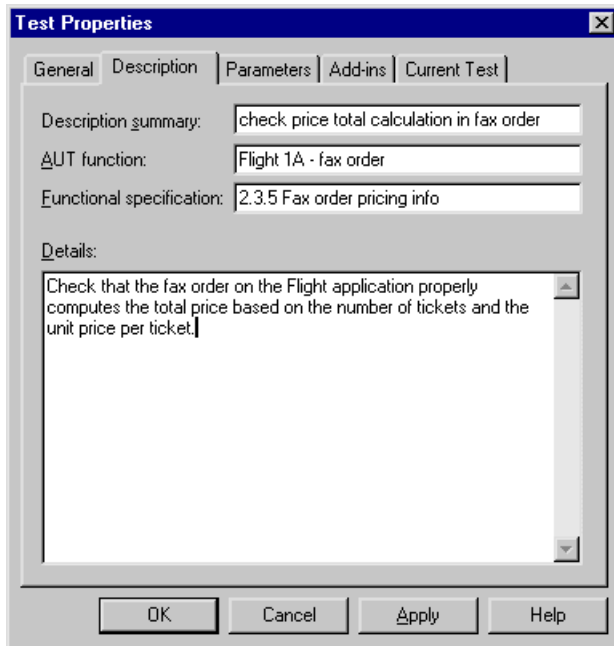 Test Properties
General Description Parameters Add-ins Current Test
Description summary: check price total calculation in fax order
AUT function: Flight 1A - fax order
Functional specification: 2.3.5 Fax order pricing info
Details:
Check that the fax order on the Flight application properly
computes the total price based on the number of tickets and the
unit price per ticket.
OK Cancel Apply Help